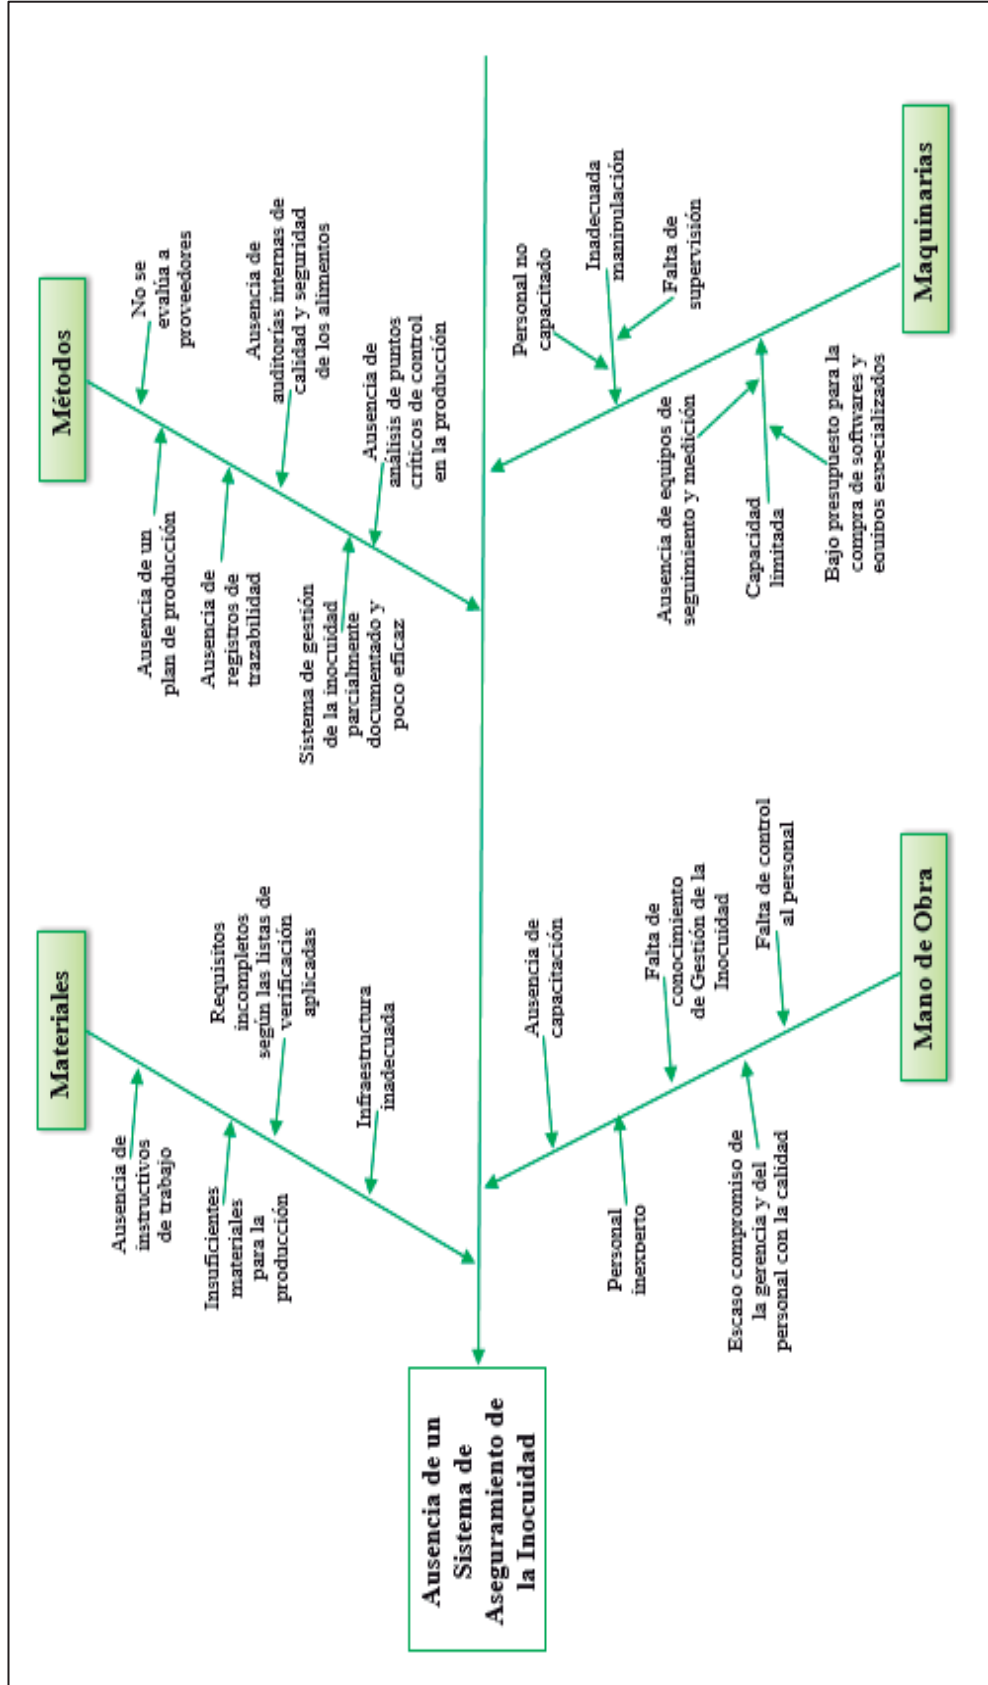 Métodos
No se
evalúa a
proveedores
Ausencia de un
plan de producción
Ausencia de
registros de
trazabilidad
Ausencia de
auditorías internas de
calidad y seguridad
de los alimentos
Sistema de gestión
de la inocuidad
parcialmente
documentado y
poco eficaz
Ausencia de
análisis de puntos
críticos de control
en la producción
Materiales
Ausencia de
instructivos
de trabajo
Insuficientes
materiales
para la
producción
Requisitos
incompletos
según las listas de
verificación
aplicadas
Infraestructura
inadecuada
Maquinarias
Personal no
capacitado
Inadecuada
manipulación
Falta de
supervisión
Ausencia de equipos de
seguimiento y medición
Capacidad
limitada
Bajo presupuesto para la
compra de softwares y
equipos especializados
Mano de Obra
Ausencia de
capacitación
Personal
inexperto
Falta de
conocimiento
de Gestión de la
Inocuidad
Escaso compromiso de
la gerencia y del
personal con la calidad
Falta de control
al personal
Ausencia de un
Sistema de
Aseguramiento de
la Inocuidad